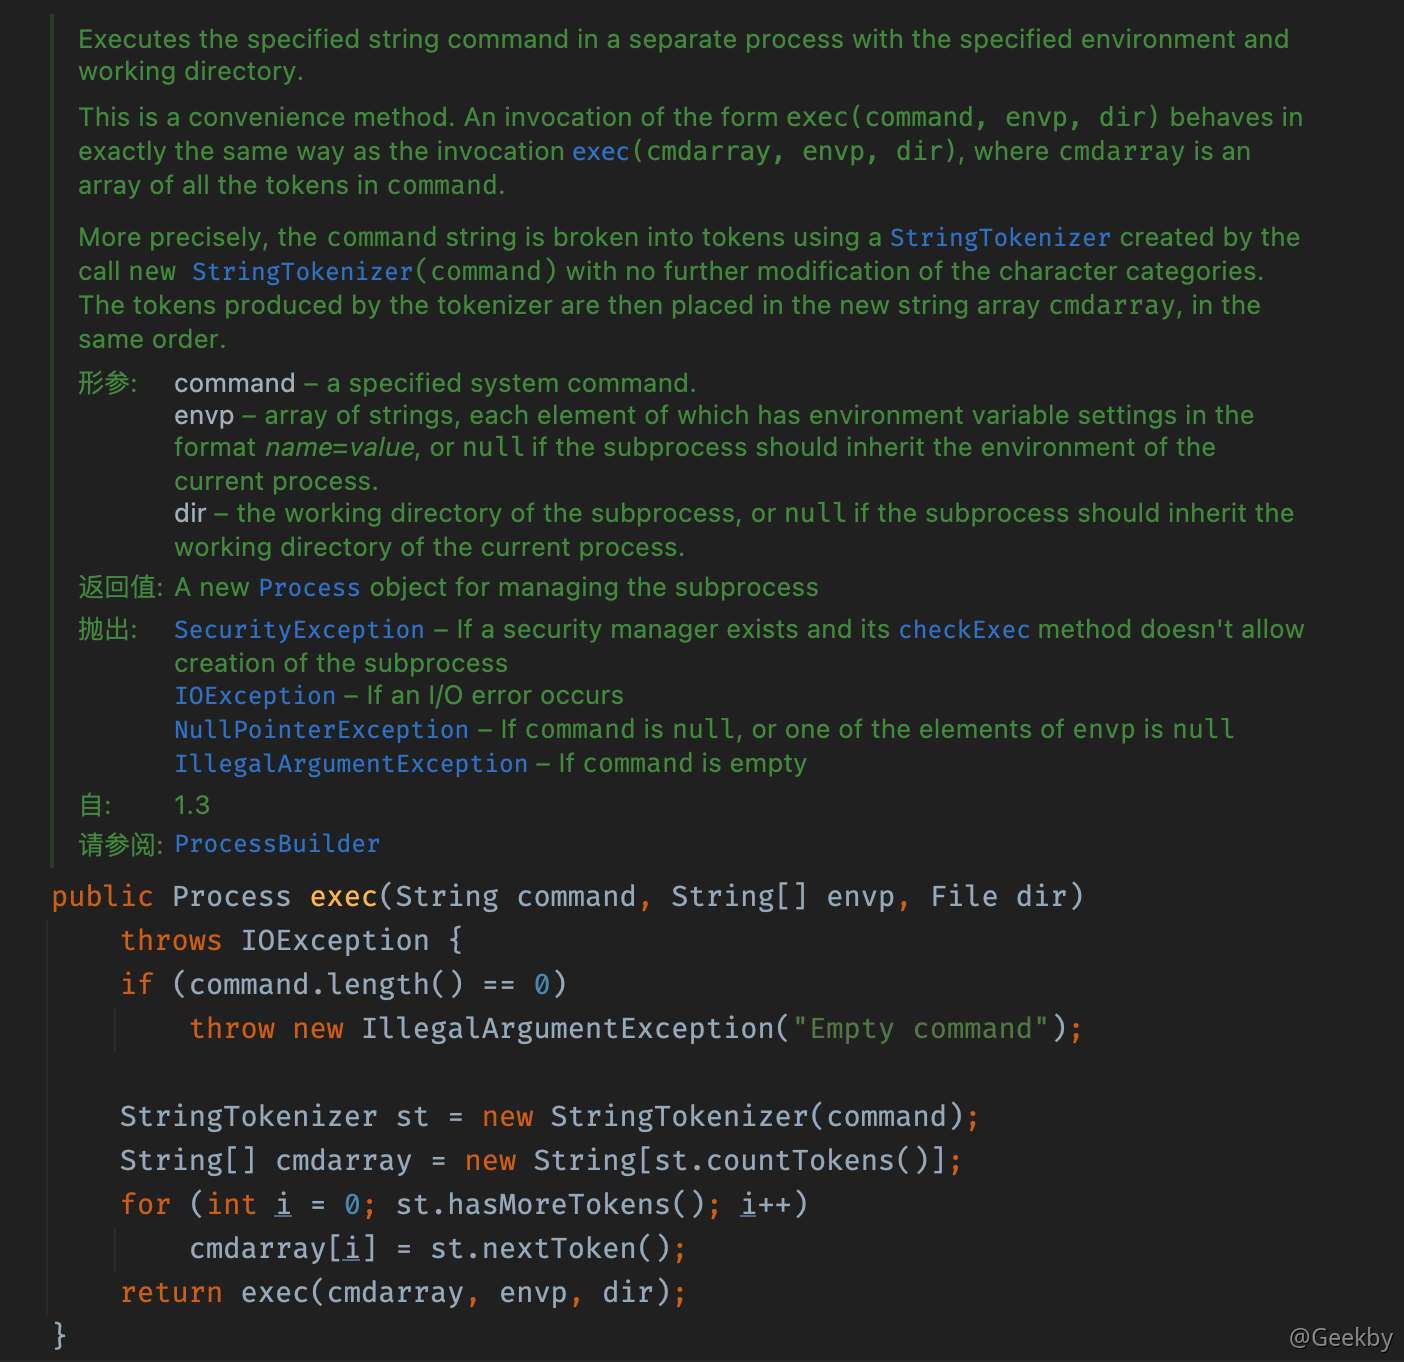 Executes the specified string command in a separate process with the specified environment and
working directory.
This is a convenience method. An invocation of the form exec(command, envp, dir) behaves in
exactly the same way as the invocation exec(cmdarray, envp, dir), where cmdarray is an
array of all the tokens in command.
More precisely, the command string is broken into tokens using a StringTokenizer created by the
call new StringTokenizer(command) with no further modification of the character categories.
The tokens produced by the tokenizer are then placed in the new string array cmdarray, in the
same order.
形参: command – a specified system command.
envp – array of strings, each element of which has environment variable settings in the
format name=value, or null if the subprocess should inherit the environment of the
current process.
dir – the working directory of the subprocess, or null if the subprocess should inherit the
working directory of the current process.
返回值: A new Process object for managing the subprocess
抛出: SecurityException – If a security manager exists and its checkExec method doesn't allow
creation of the subprocess
IOException – If an I/O error occurs
NullPointerException – If command is null, or one of the elements of envp is null
IllegalArgumentException – If command is empty
自: 1.3
请参阅: ProcessBuilder
public Process exec(String command, String[] envp, File dir)
    throws IOException {
    if (command.length() == 0)
        throw new IllegalArgumentException("Empty command");
    StringTokenizer st = new StringTokenizer(command);
    String[] cmdarray = new String[st.countTokens()];
    for (int i = 0; st.hasMoreTokens(); i++)
        cmdarray[i] = st.nextToken();
    return exec(cmdarray, envp, dir);
}
@Geekby